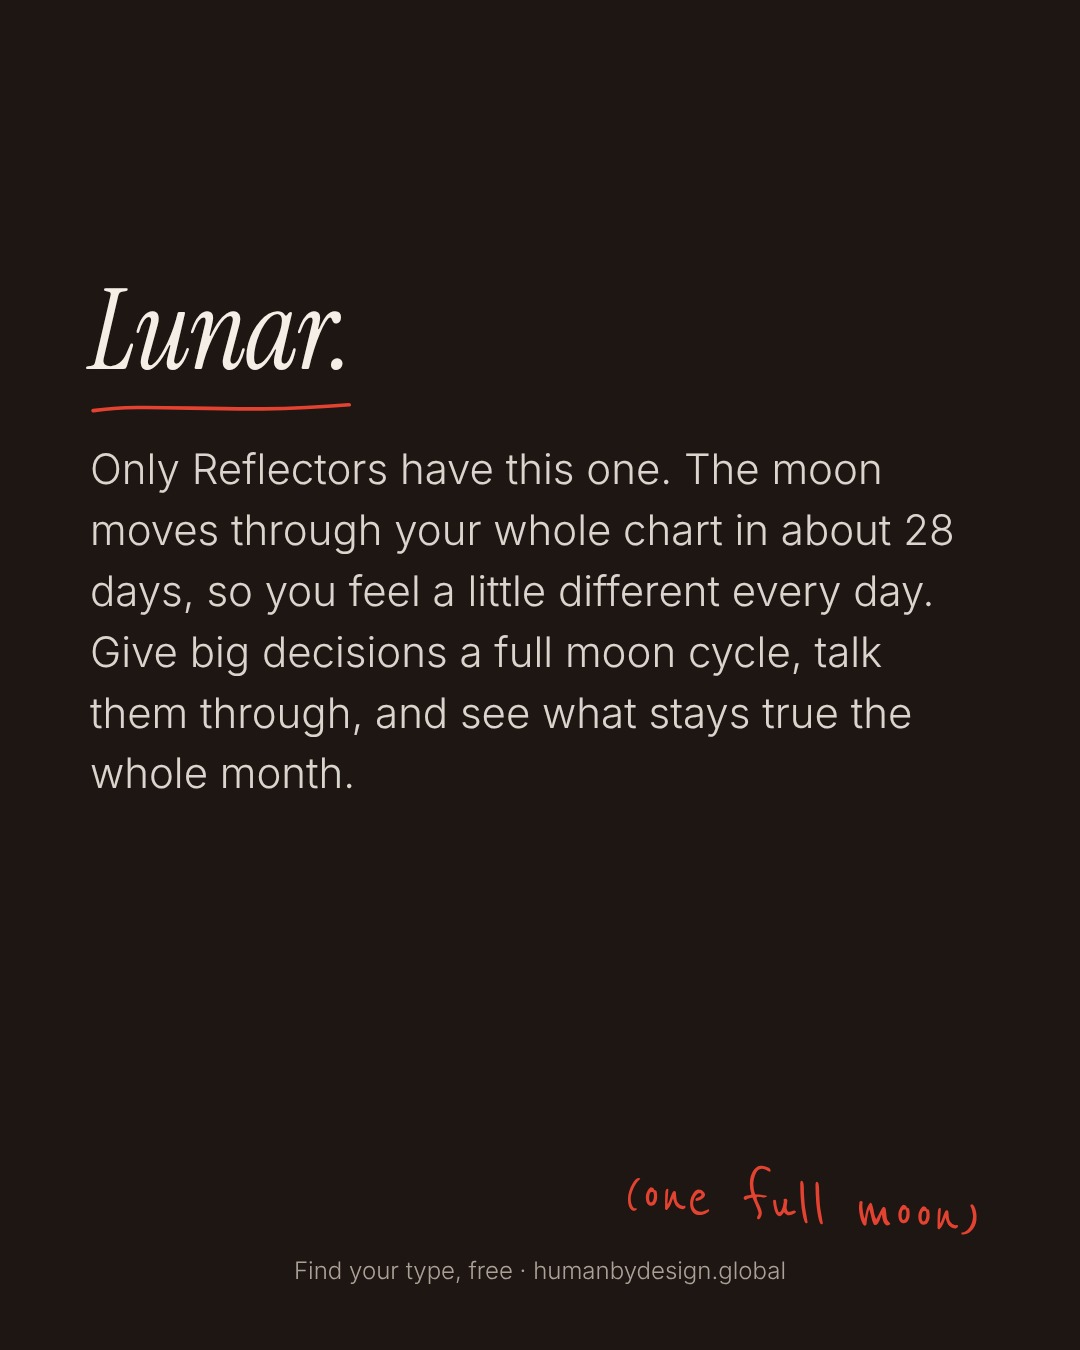 Lunar.
Only Reflectors have this one. The moon
moves through your whole chart in about 28
days, so you feel a little different every day.
Give big decisions a full moon cycle, talk
them through, and see what stays true the
whole month.
(one full moon)
Find your type, free · humanbydesign.global